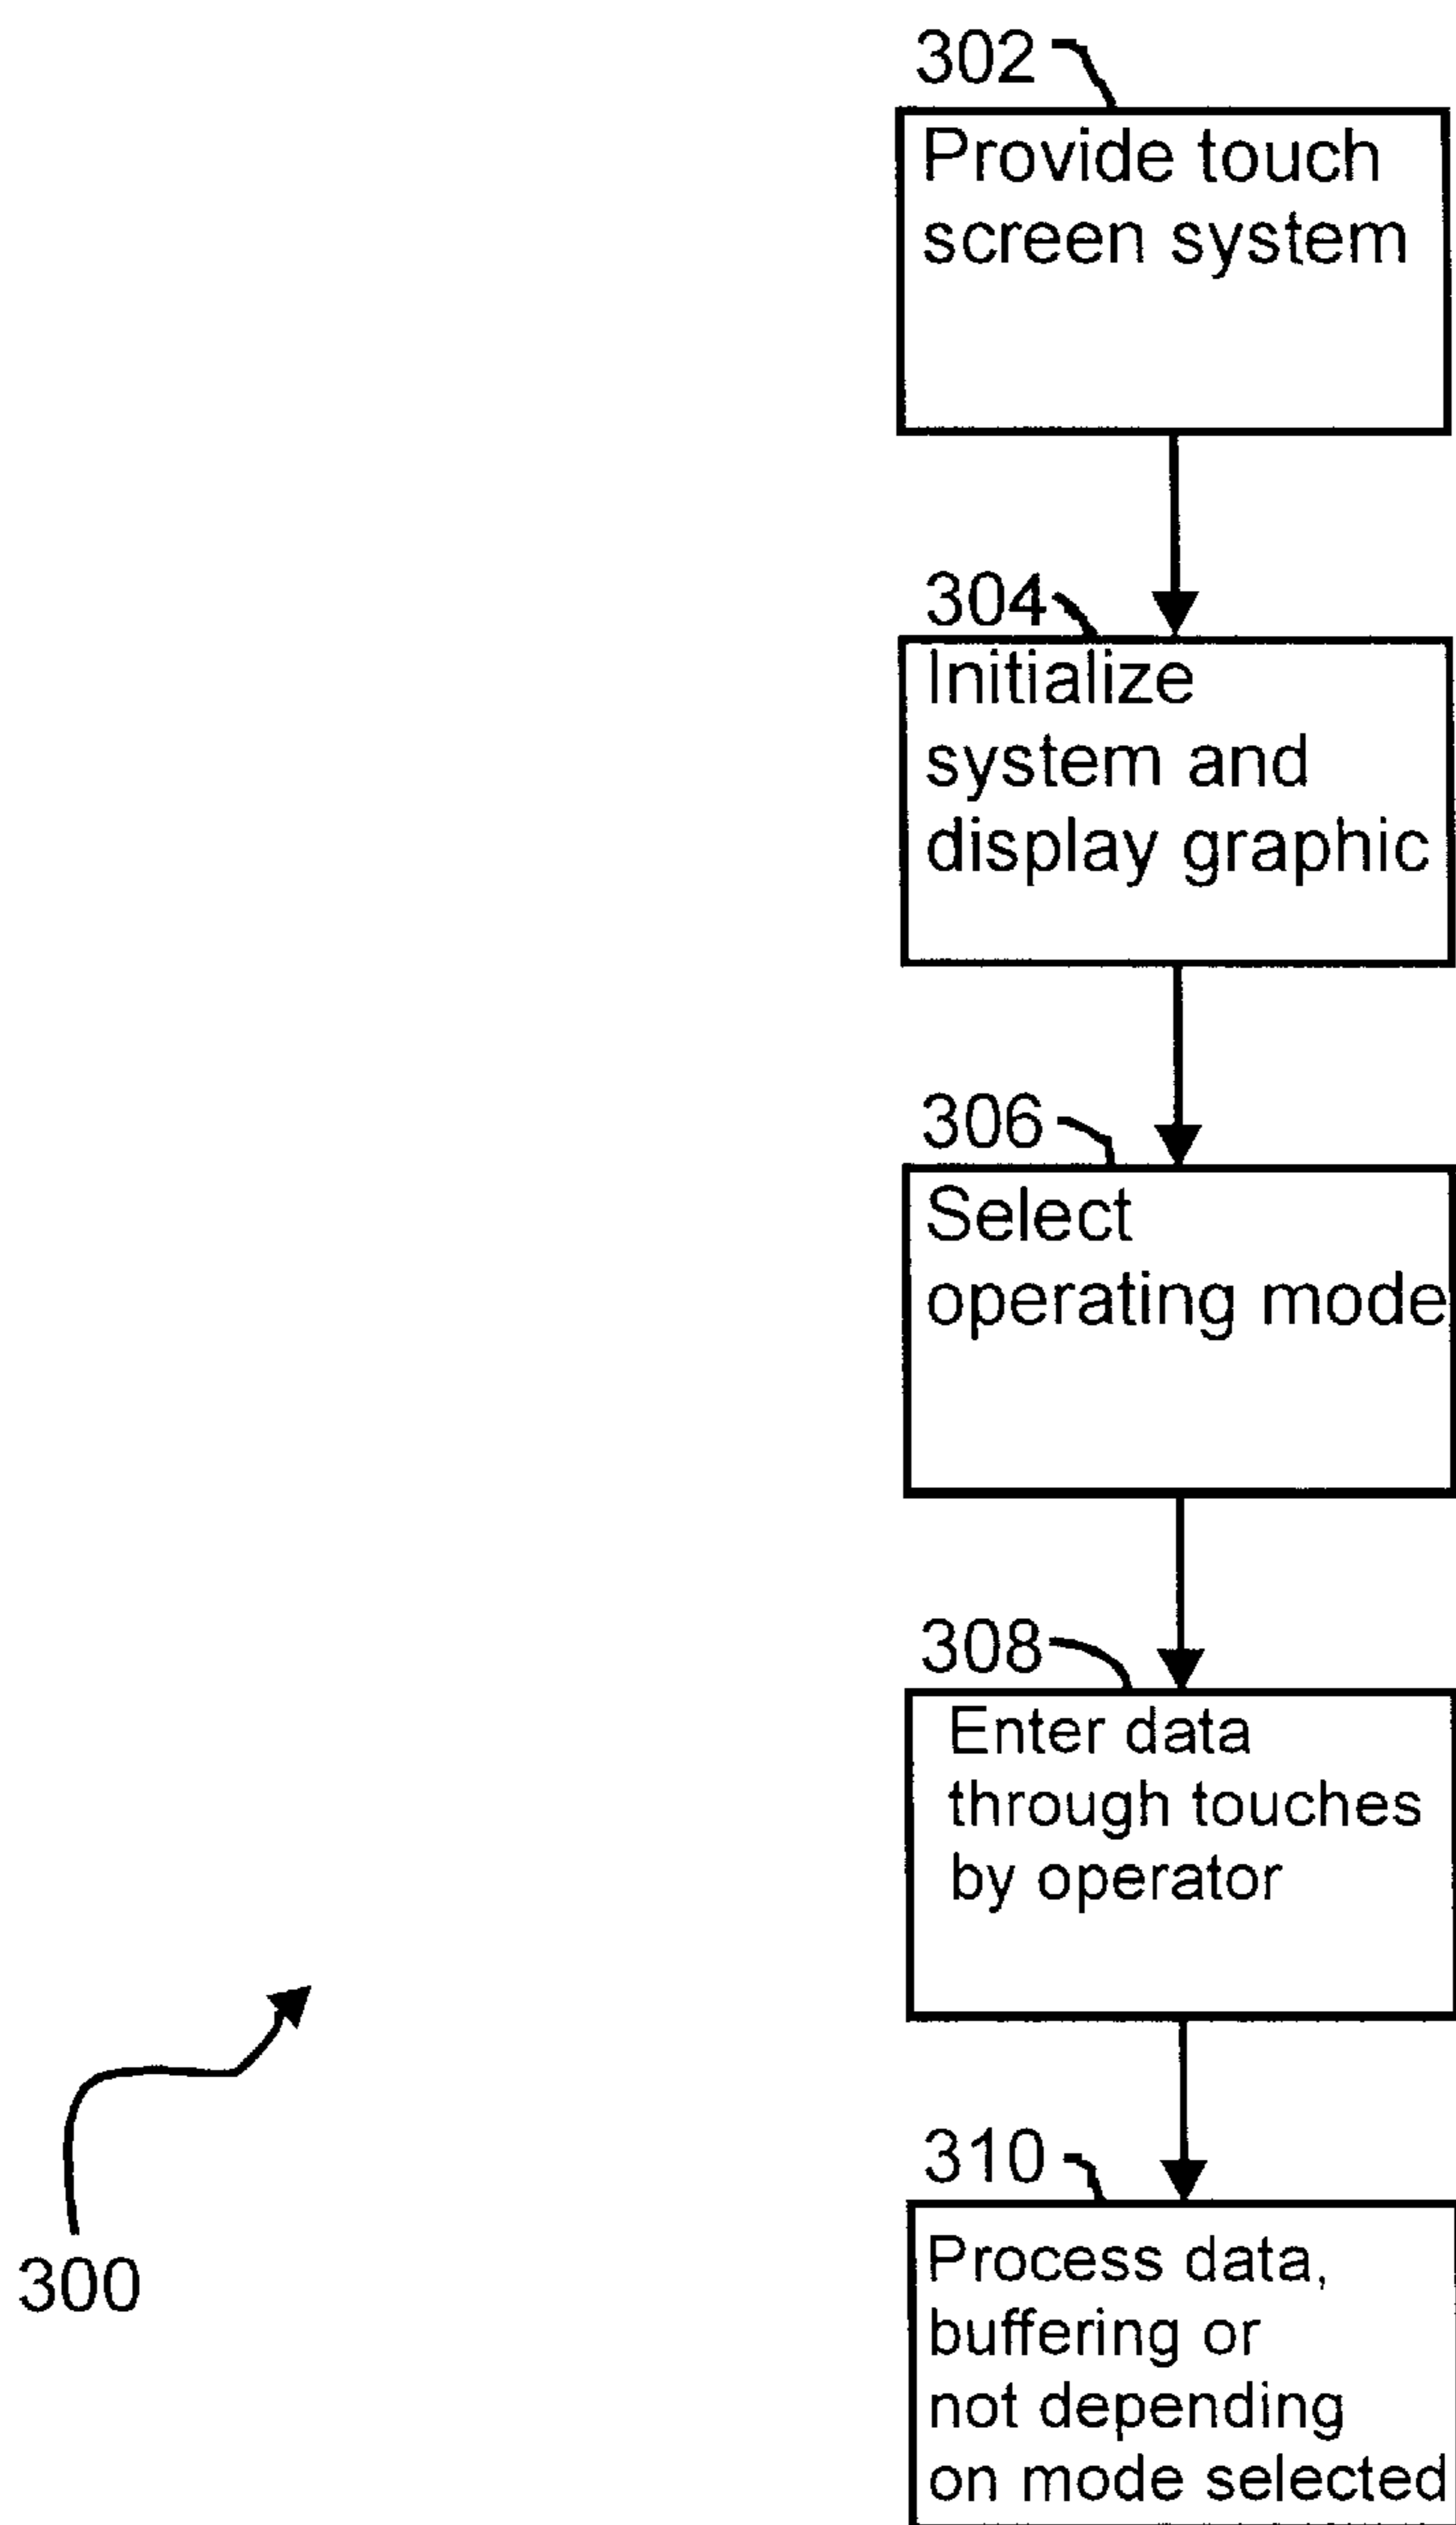 302
Provide touch
screen system
304
Initialize
system and
display graphic
306
Select
operating mode
308
Enter data
through touches
by operator
310
Process data,
buffering or
not depending
on mode selected
300